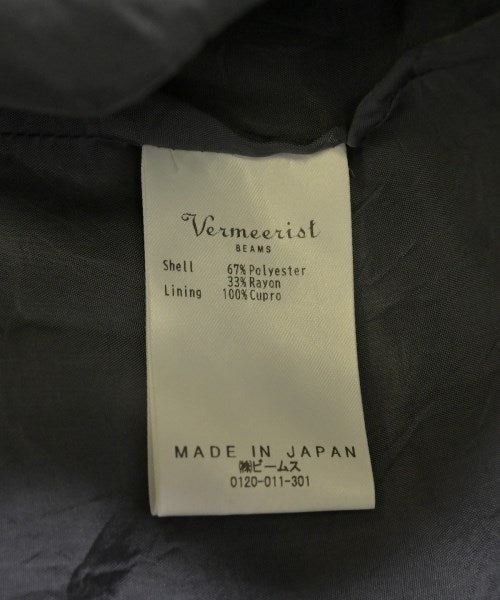 Vermeerist
BEAMS
Shell 67% Polyester
33% Rayon
Lining 100% Cupro
MADE IN JAPAN
㈱ビームス
0120-011-301